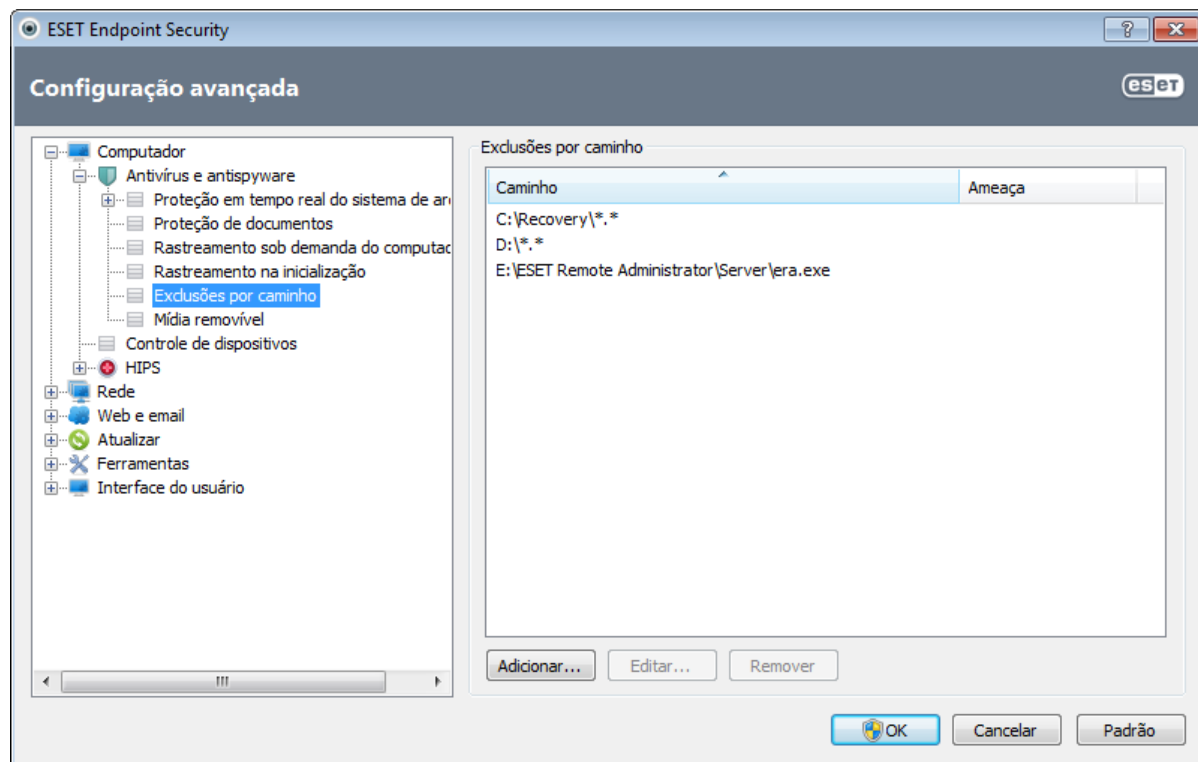 ESET Endpoint Security
Configuração avançada
eset
Computador
Antivírus e antispyware
Proteção em tempo real do sistema de
Proteção de documentos
Rastreamento sob demanda do
Rastreamento na inicialização
Exclusões por caminho
Mídia removível
Controle de dispositivos
HIPS
Rede
Web e email
Atualizar
Ferramentas
Interface do usuário
Exclusões por caminho
Caminho Ameaça
C:\Recovery\*.*
D:\*.*
E:\ESET Remote Administrator\Server\era.exe
Adicionar... Editar... Remover
OK Cancelar Padrão